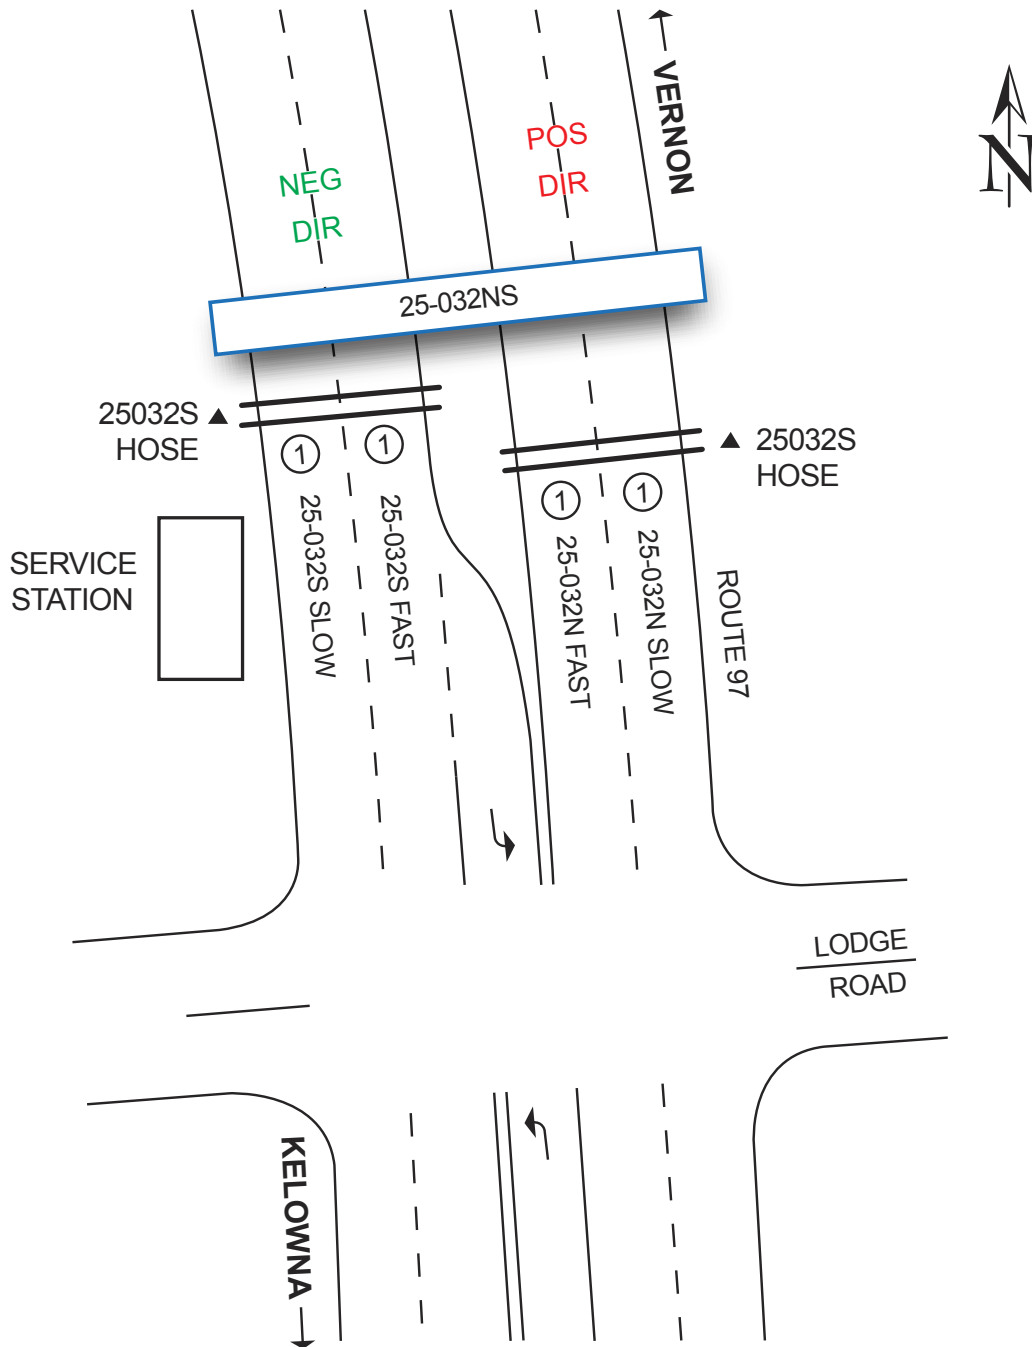 VERNON
N
POS
DIR
NEG
DIR
25-032NS
25032S
HOSE
25032S
HOSE
1
1
1
1
25-032S SLOW
25-032S FAST
25-032N FAST
25-032N SLOW
SERVICE
STATION
ROUTE 97
LODGE
ROAD
KELOWNA